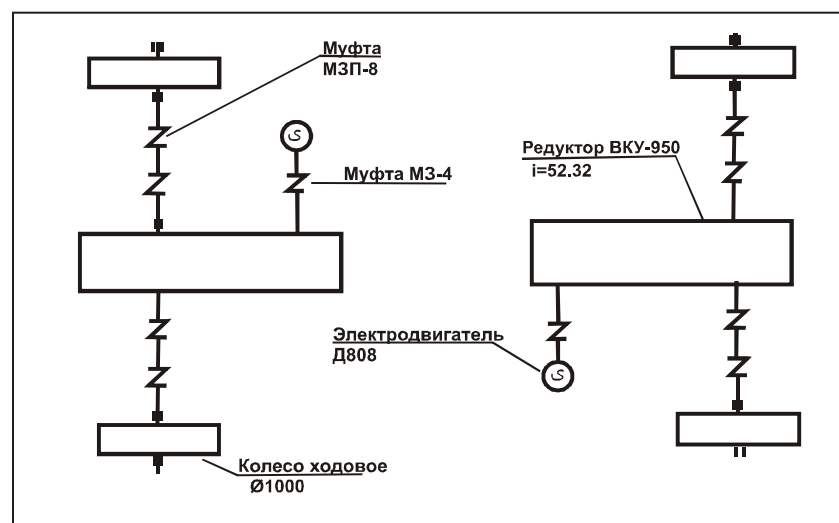 Муфта
МЗП-8
Муфта МЗ-4
Редуктор ВКУ-950
i=52.32
Электродвигатель
Д808
Колесо ходовое
Ø1000